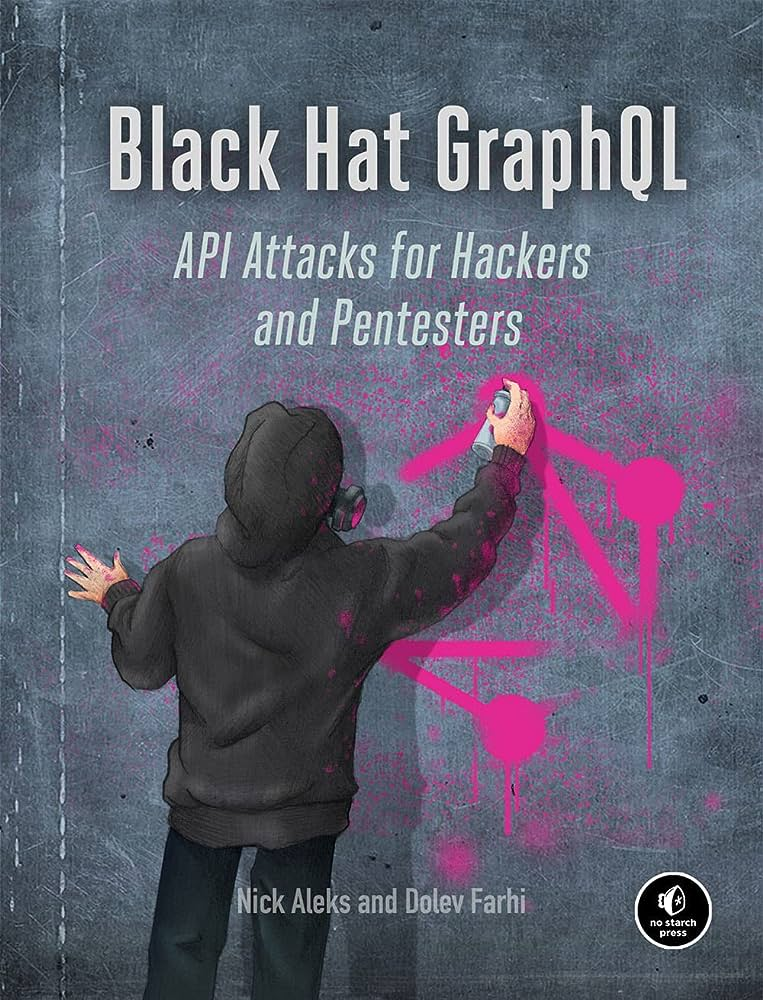 Black Hat GraphQL
API Attacks for Hackers
and Pentesters
Nick Aleks and Dolev Farhi
no starch
press